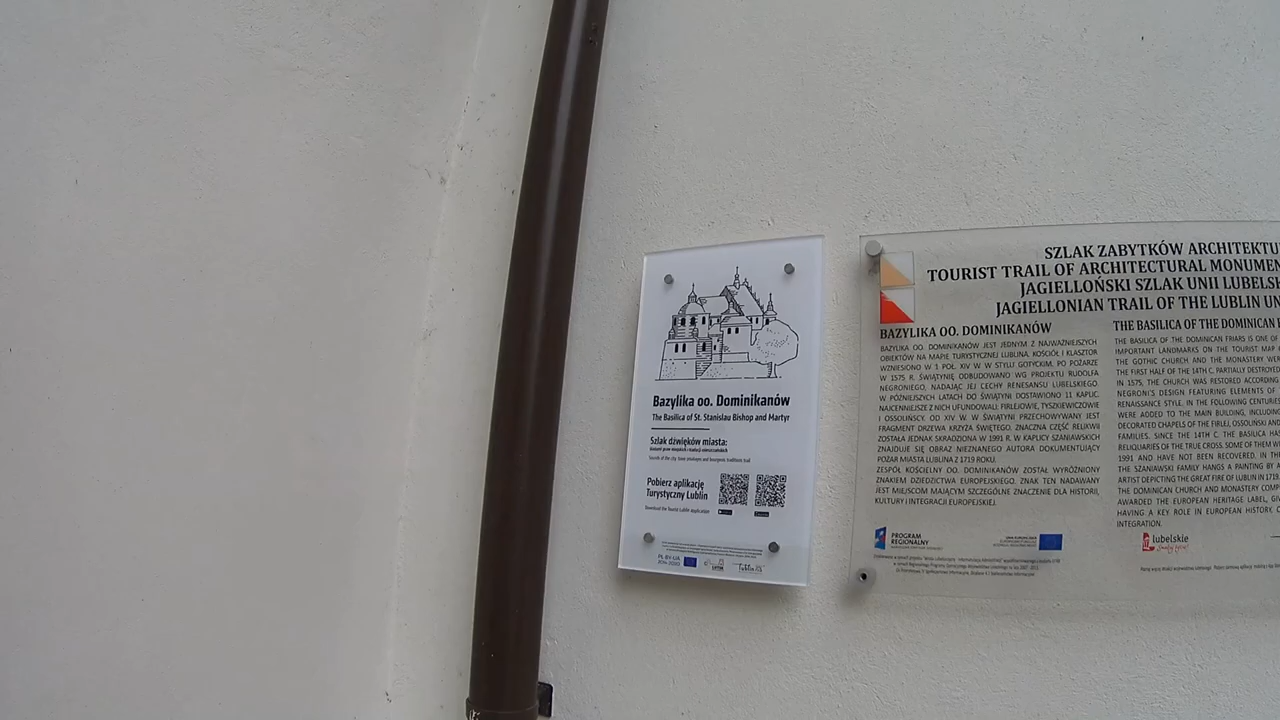 Bazylika oo. Dominikanów
The Basilica of St. Stanislau Bishop and Martyr
Szlak dźwięków miasta:
Pobierz aplikację
Turystyczny Lublin
Download the Tourist Lublin application
PL-BY-UA
2014-2020
SZLAK ZABYTKÓW ARCHITEKTU
TOURIST TRAIL OF ARCHITECTURAL MONUMEN
JAGIELLOŃSKI SZLAK UNII LUBELSK
JAGIELLONIAN TRAIL OF THE LUBLIN UN
BAZYLIKA OO. DOMINIKANÓW
BAZYLIKA OO. DOMINIKANÓW JEST JEDNYM Z NAJWAŻNIEJSZYCH
OBIEKTÓW NA MAPIE TURYSTYCZNEJ LUBLINA. KOŚCIÓŁ I KLASZTOR
WZNIESIONO W 1 POŁ. XIV W. W STYLU GOTYCKIM. PO POŻARZE
W 1575 R. ŚWIĄTYNIĘ ODBUDOWANO WG PROJEKTU RUDOLFA
NEGRONIEGO, NADAJĄC JEJ CECHY RENESANSU LUBELSKIEGO.
W PÓŹNIEJSZYCH LATACH DO ŚWIĄTYNI DOSTAWIONO 11 KAPLIC.
NAJCENNIEJSZE Z NICH UFUNDOWALI: FIRLEJOWIE, TYSZKIEWICZOWIE
I OSSOLIŃSCY. OD XIV W. W ŚWIĄTYNI PRZECHOWYWANY JEST
FRAGMENT DRZEWA KRZYŻA ŚWIĘTEGO. ZNACZNA CZĘŚĆ RELIKWII
ZOSTAŁA JEDNAK SKRADZIONA W 1991 R. W KAPLICY SZANIAWSKICH
ZNAJDUJE SIĘ OBRAZ NIEZNANEGO AUTORA DOKUMENTUJĄCY
POŻAR MIASTA LUBLINA Z 1719 ROKU.
ZESPÓŁ KOŚCIELNY OO. DOMINIKANÓW ZOSTAŁ WYRÓŻNIONY
ZNAKIEM DZIEDZICTWA EUROPEJSKIEGO. ZNAK TEN NADAWANY
JEST MIEJSCOM MAJĄCYM SZCZEGÓLNE ZNACZENIE DLA HISTORII,
KULTURY I INTEGRACJI EUROPEJSKIEJ.
THE BASILICA OF THE DOMINICAN
THE BASILICA OF THE DOMINICAN FRIARS IS ONE OF
IMPORTANT LANDMARKS ON THE TOURIST MAP
THE GOTHIC CHURCH AND THE MONASTERY WER
THE FIRST HALF OF THE 14TH C. PARTIALLY DESTROYED
IN 1575, THE CHURCH WAS RESTORED ACCORDING
NEGRONI'S DESIGN FEATURING ELEMENTS OF
RENAISSANCE STYLE. IN THE FOLLOWING CENTURIES
WERE ADDED TO THE MAIN BUILDING, INCLUDING
DECORATED CHAPELS OF THE FIRLEJ, OSSOLIŃSKI AND
FAMILIES. SINCE THE 14TH C. THE BASILICA HAS
RELIQUARIES OF THE TRUE CROSS. SOME OF THEM W
1991 AND HAVE NOT BEEN RECOVERED. IN TH
THE SZANIAWSKI FAMILY HANGS A PAINTING BY A
ARTIST DEPICTING THE GREAT FIRE OF LUBLIN IN 1719.
THE DOMINICAN CHURCH AND MONASTERY COMP
AWARDED THE EUROPEAN HERITAGE LABEL, GIV
HAVING A KEY ROLE IN EUROPEAN HISTORY, C
INTEGRATION.
PROGRAM
REGIONALNY
lubelskie